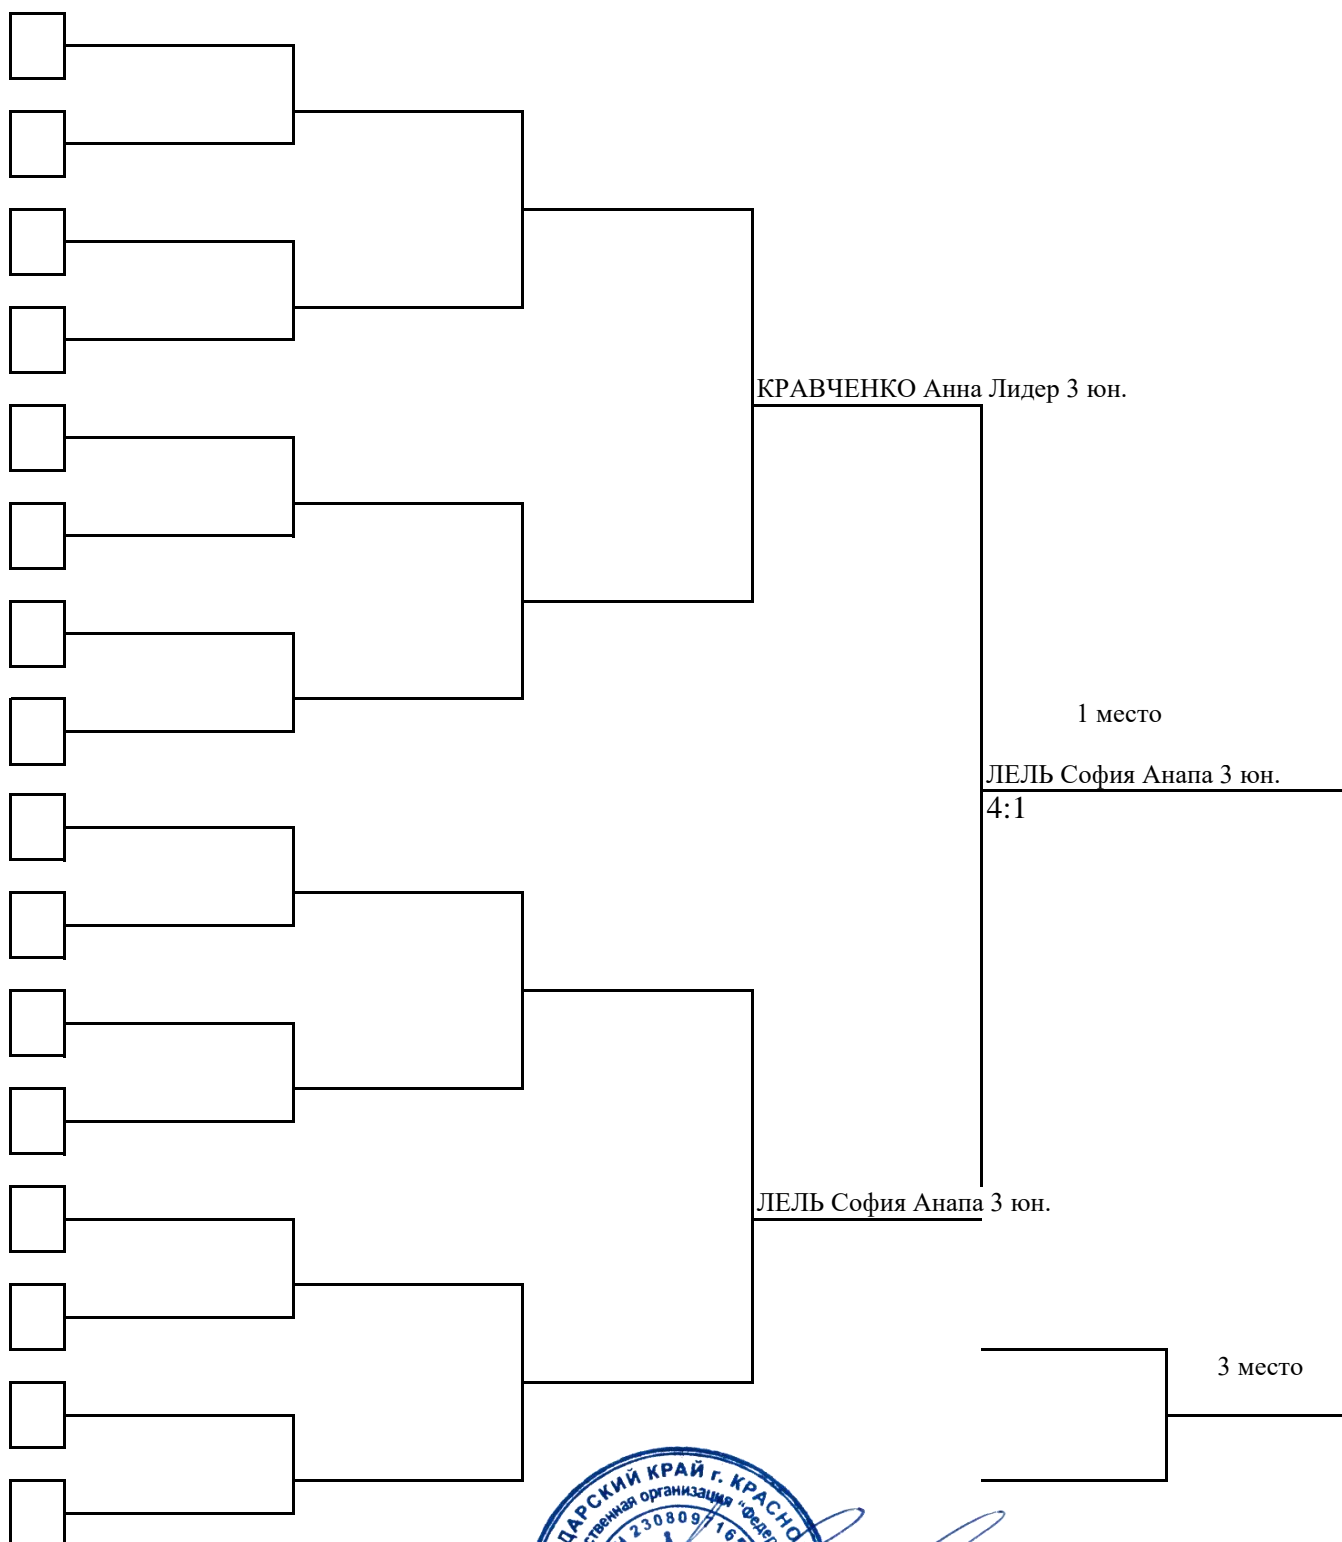 КРАВЧЕНКО Анна Лидер 3 юн.
1 место
ЛЕЛЬ София Анапа 3 юн.
4:1
ЛЕЛЬ София Анапа 3 юн.
3 место
КРАЙ г.
организация